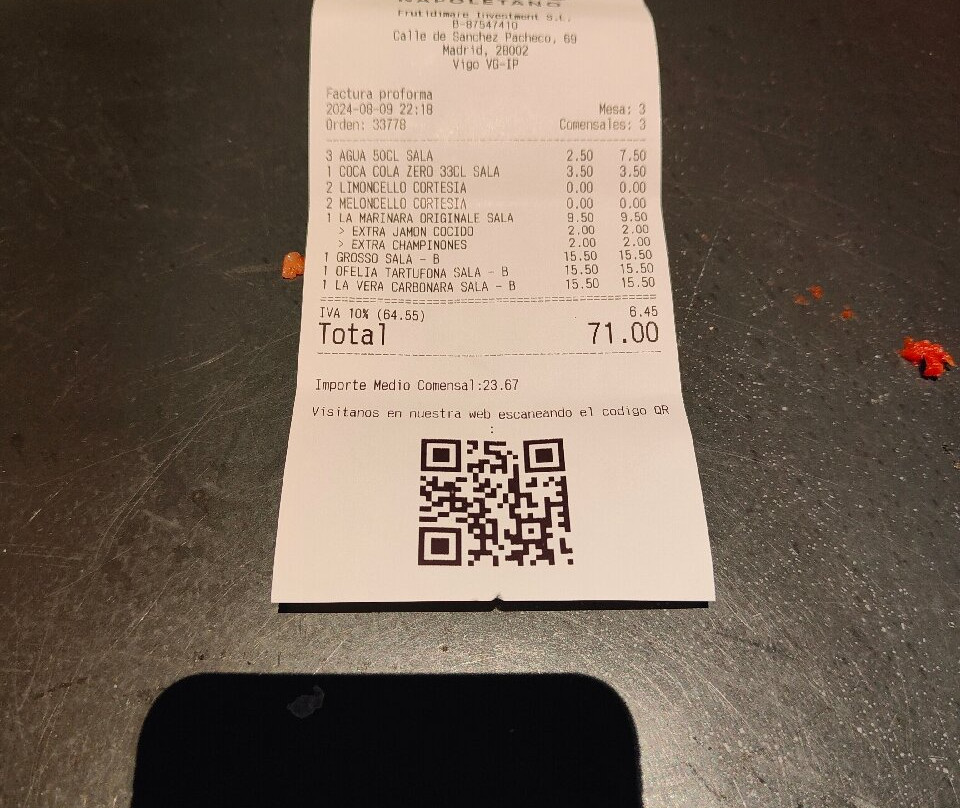 NAPOLETANO
Frutidimare Investment S.L.
B-87547410
Calle de Sanchez Pacheco, 69
Madrid, 28002
Vigo VG-IP
Factura proforma
2024-08-09 22:18 Mesa: 3
Orden: 33778 Comensales: 3
3 AGUA 50CL SALA 2.50 7.50
1 COCA COLA ZERO 33CL SALA 3.50 3.50
2 LIMONCELLO CORTESIA 0.00 0.00
2 MELONCELLO CORTESIA 0.00 0.00
1 LA MARINARA ORIGINALE SALA 9.50 9.50
> EXTRA JAMON COCIDO 2.00 2.00
> EXTRA CHAMPINONES 2.00 2.00
1 GROSSO SALA - B 15.50 15.50
1 OFELIA TARTUFONA SALA - B 15.50 15.50
1 LA VERA CARBONARA SALA - B 15.50 15.50
IVA 10% (64.55) 6.45
Total 71.00
Importe Medio Comensal:23.67
Visitanos en nuestra web escaneando el codigo QR
: